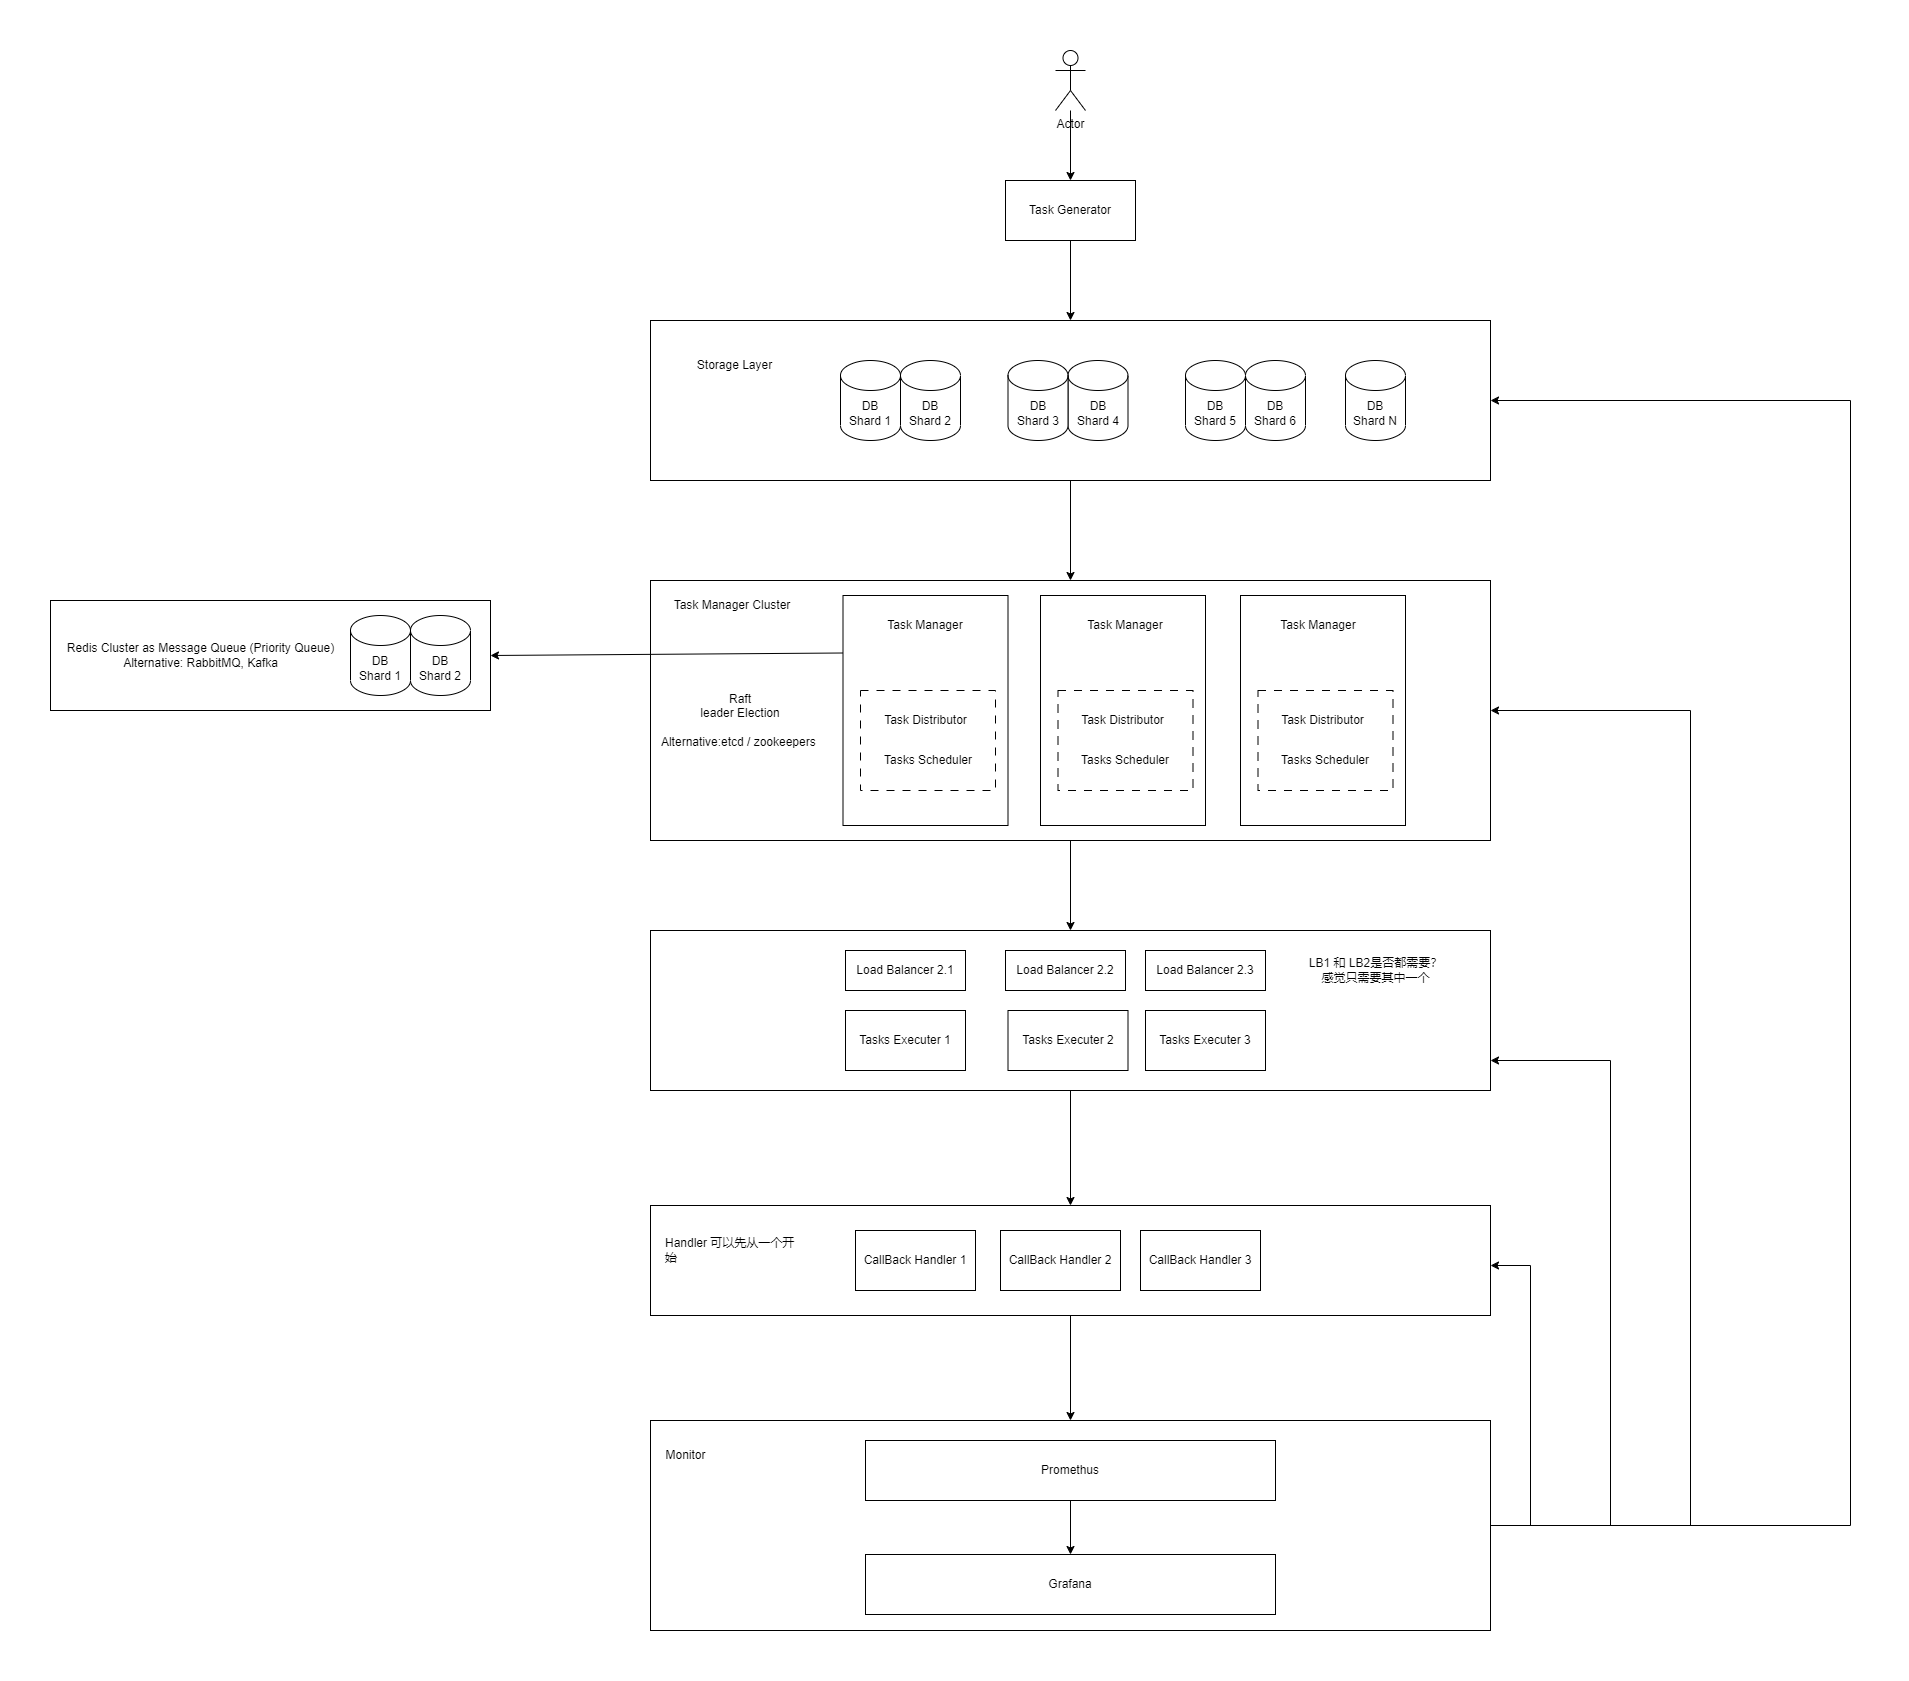 Actor
Task Generator
Storage Layer
DB
Shard 1
DB
Shard 2
DB
Shard 3
DB
Shard 4
DB
Shard 5
DB
Shard 6
DB
Shard N
Redis Cluster as Message Queue (Priority Queue)
Alternative: RabbitMQ, Kafka
DB
Shard 1
DB
Shard 2
Task Manager Cluster
Raft
leader Election
Alternative:etcd / zookeepers
Task Manager
Task Distributor
Tasks Scheduler
Task Manager
Task Distributor
Tasks Scheduler
Task Manager
Task Distributor
Tasks Scheduler
Load Balancer 2.1
Load Balancer 2.2
Load Balancer 2.3
LB1 和 LB2是否都需要?
感觉只需要其中一个
Tasks Executer 1
Tasks Executer 2
Tasks Executer 3
Handler 可以先从一个开
始
CallBack Handler 1
CallBack Handler 2
CallBack Handler 3
Monitor
Promethus
Grafana